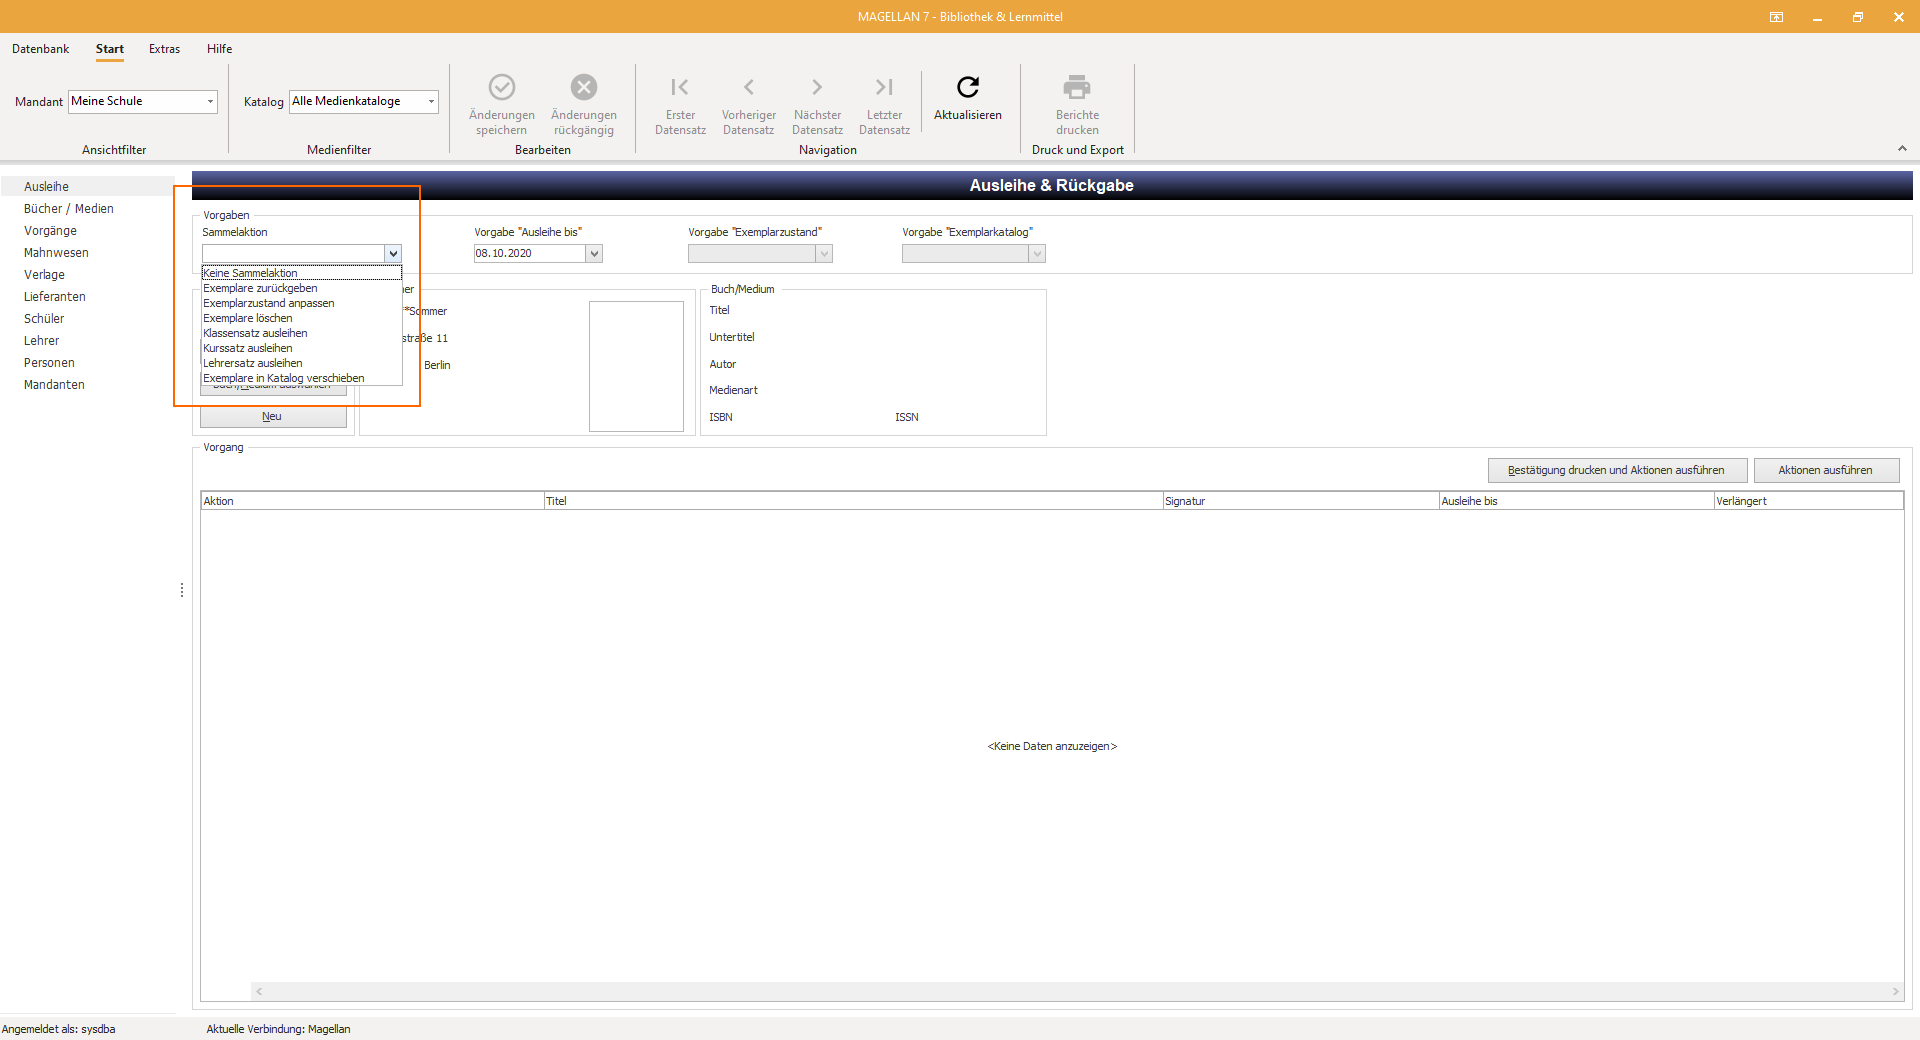 MAGELLAN 7 - Bibliothek & Lernmittel
Datenbank Start Extras Hilfe
Mandant Meine Schule
Katalog Alle Medienkataloge
Änderungen speichern
Änderungen rückgängig
Erster Datensatz
Vorheriger Datensatz
Nächster Datensatz
Letzter Datensatz
Aktualisieren
Berichte drucken
Ansichtfilter Medienfilter Bearbeiten Navigation Druck und Export
Ausleihe
Bücher / Medien
Vorgänge
Mahnwesen
Verlage
Lieferanten
Schüler
Lehrer
Personen
Mandanten
Ausleihe & Rückgabe
Vorgaben
Sammelaktion
Vorgabe "Ausleihe bis"
Vorgabe "Exemplarzustand"
Vorgabe "Exemplarkatalog"
08.10.2020
Keine Sammelaktion
Exemplare zurückgeben
Exemplarzustand anpassen
Exemplare löschen
Klassensatz ausleihen
Kurssatz ausleihen
Lehrersatz ausleihen
Exemplare in Katalog verschieben
Neu
er
*Sommer
straße 11
Berlin
Buch/Medium
Titel
Untertitel
Autor
Medienart
ISBN ISSN
Vorgang
Bestätigung drucken und Aktionen ausführen
Aktionen ausführen
Aktion Titel Signatur Ausleihe bis Verlängert
<Keine Daten anzuzeigen>
Angemeldet als: sysdba
Aktuelle Verbindung: Magellan